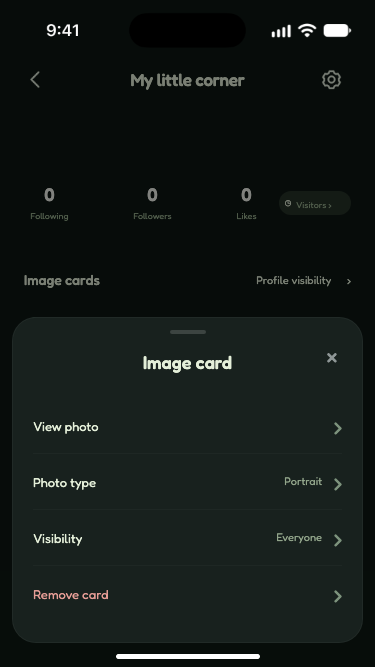 9:41
My little corner
0 0 0
Visitors ›
Following Followers Likes
Image cards Profile visibility ›
Image card
View photo
Photo type Portrait
Visibility Everyone
Remove card